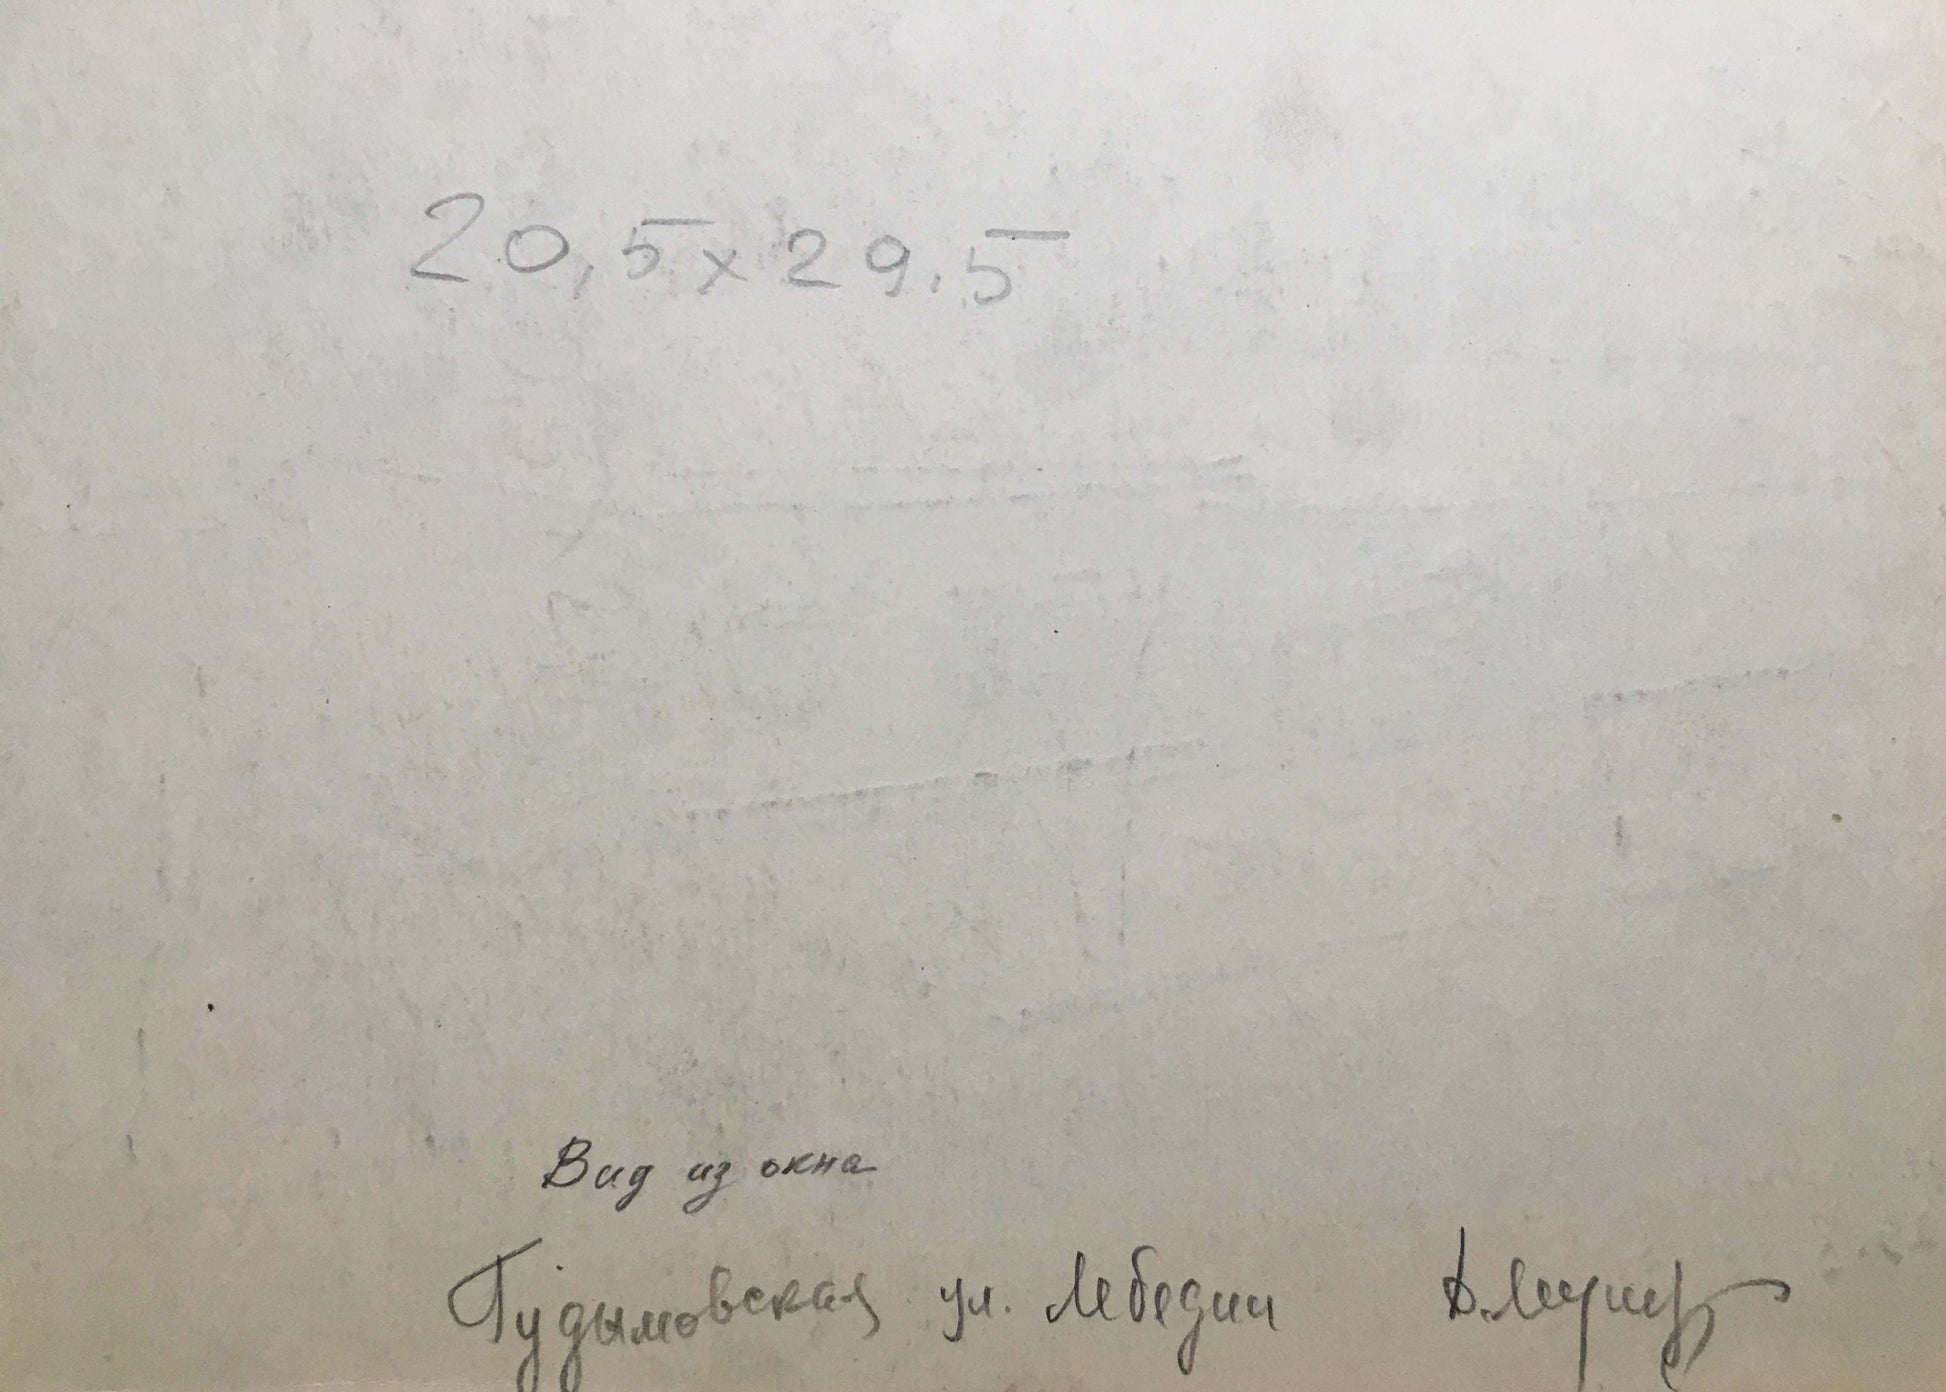 20,5 x 29.5
Вид из окна
Гудымовская ул. Лебедин